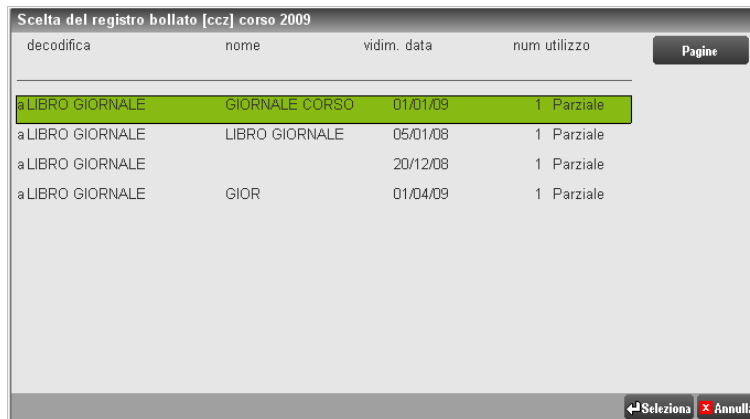 Scelta del registro bollato [ccz] corso 2009
decodifica nome vidim. data num utilizzo
Pagine
a LIBRO GIORNALE GIORNALE CORSO 01/01/09 1 Parziale
a LIBRO GIORNALE LIBRO GIORNALE 05/01/08 1 Parziale
a LIBRO GIORNALE 20/12/08 1 Parziale
a LIBRO GIORNALE GIOR 01/04/09 1 Parziale
Seleziona X Annull